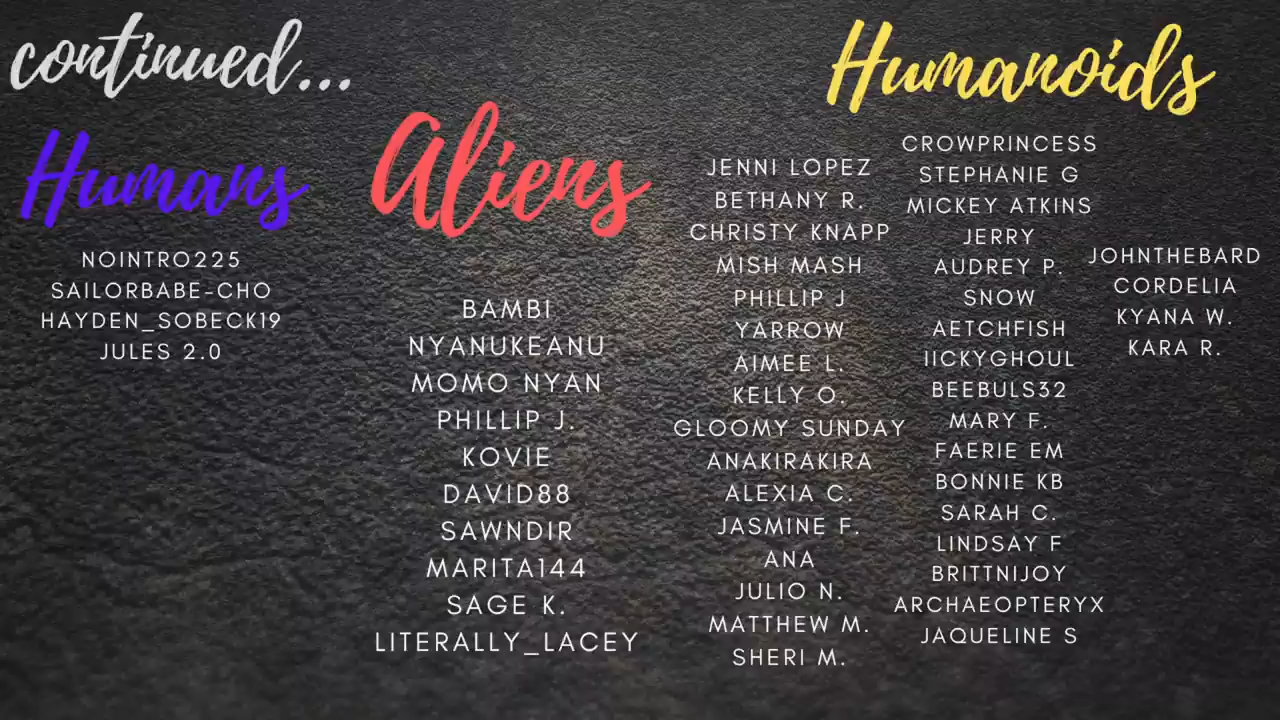 continued...
Humans
NOINTRO225
SAILORBABE-CHO
HAYDEN_SOBECK19
JULES 2.0
Aliens
BAMBI
NYANUKEANU
MOMO NYAN
PHILLIP J.
KOVIE
DAVID88
SAWNDIR
MARITA144
SAGE K.
LITERALLY_LACEY
Humanoids
JENNI LOPEZ
BETHANY R.
CHRISTY KNAPP
MISH MASH
PHILLIP J
YARROW
AIMEE L.
KELLY O.
GLOOMY SUNDAY
ANAKIRAKIRA
ALEXIA C.
JASMINE F.
ANA
JULIO N.
MATTHEW M.
SHERI M.
CROWPRINCESS
STEPHANIE G
MICKEY ATKINS
JERRY
AUDREY P.
SNOW
AETCHFISH
IICKYGHOUL
BEEBULS32
MARY F.
FAERIE EM
BONNIE KB
SARAH C.
LINDSAY F
BRITTNIJOY
ARCHAEOPTERYX
JAQUELINE S
JOHNTHEBARD
CORDELIA
KYANA W.
KARA R.